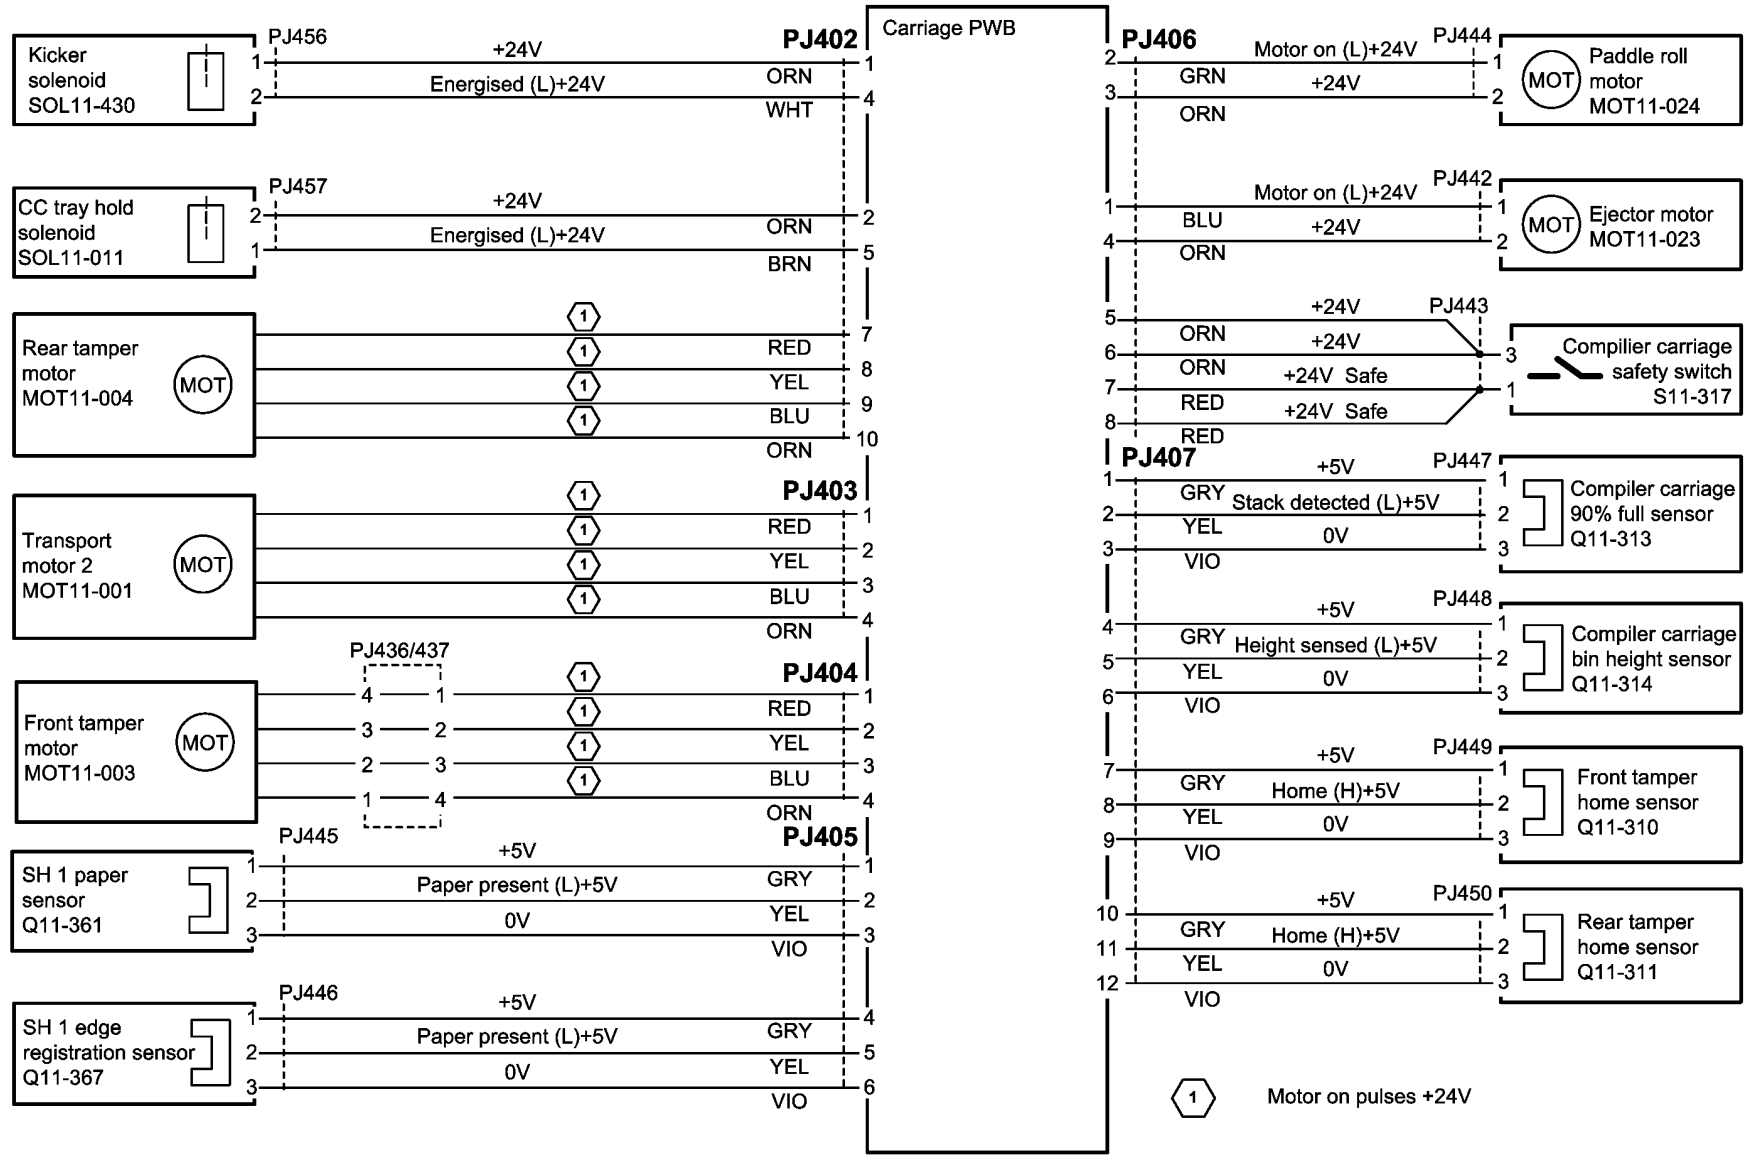 Carriage PWB
Kicker
solenoid
SOL11-430
PJ456
1 +24V ORN 1
2 Energised (L)+24V WHT 4
PJ402
CC tray hold
solenoid
SOL11-011
PJ457
2 +24V ORN 2
1 Energised (L)+24V BRN 5
Rear tamper
motor
MOT11-004
MOT
1 RED 7
1 YEL 8
1 BLU 9
1 ORN 10
PJ403
Transport
motor 2
MOT11-001
MOT
1 RED 1
1 YEL 2
1 BLU 3
1 ORN 4
PJ436/437
PJ404
Front tamper
motor
MOT11-003
MOT
4 1 1 RED 1
3 2 1 YEL 2
2 3 1 BLU 3
1 4 1 ORN 4
PJ405
SH 1 paper
sensor
Q11-361
PJ445
1 +5V GRY 1
2 Paper present (L)+5V YEL 2
3 0V VIO 3
SH 1 edge
registration sensor
Q11-367
PJ446
1 +5V GRY 4
2 Paper present (L)+5V YEL 5
3 0V VIO 6
PJ406
PJ444
2 GRN Motor on (L)+24V 1
3 ORN +24V 2
MOT
Paddle roll
motor
MOT11-024
PJ442
1 BLU Motor on (L)+24V 1
4 ORN +24V 2
MOT
Ejector motor
MOT11-023
PJ443
5 ORN +24V
6 ORN +24V 3
7 RED +24V Safe 1
8 RED +24V Safe
Compilier carriage
safety switch
S11-317
PJ407
PJ447
1 GRY +5V 1
2 YEL Stack detected (L)+5V 2
3 VIO 0V 3
Compiler carriage
90% full sensor
Q11-313
PJ448
4 GRY +5V 1
5 YEL Height sensed (L)+5V 2
6 VIO 0V 3
Compiler carriage
bin height sensor
Q11-314
PJ449
7 GRY +5V 1
8 YEL Home (H)+5V 2
9 VIO 0V 3
Front tamper
home sensor
Q11-310
PJ450
10 GRY +5V 1
11 YEL Home (H)+5V 2
12 VIO 0V 3
Rear tamper
home sensor
Q11-311
1 Motor on pulses +24V